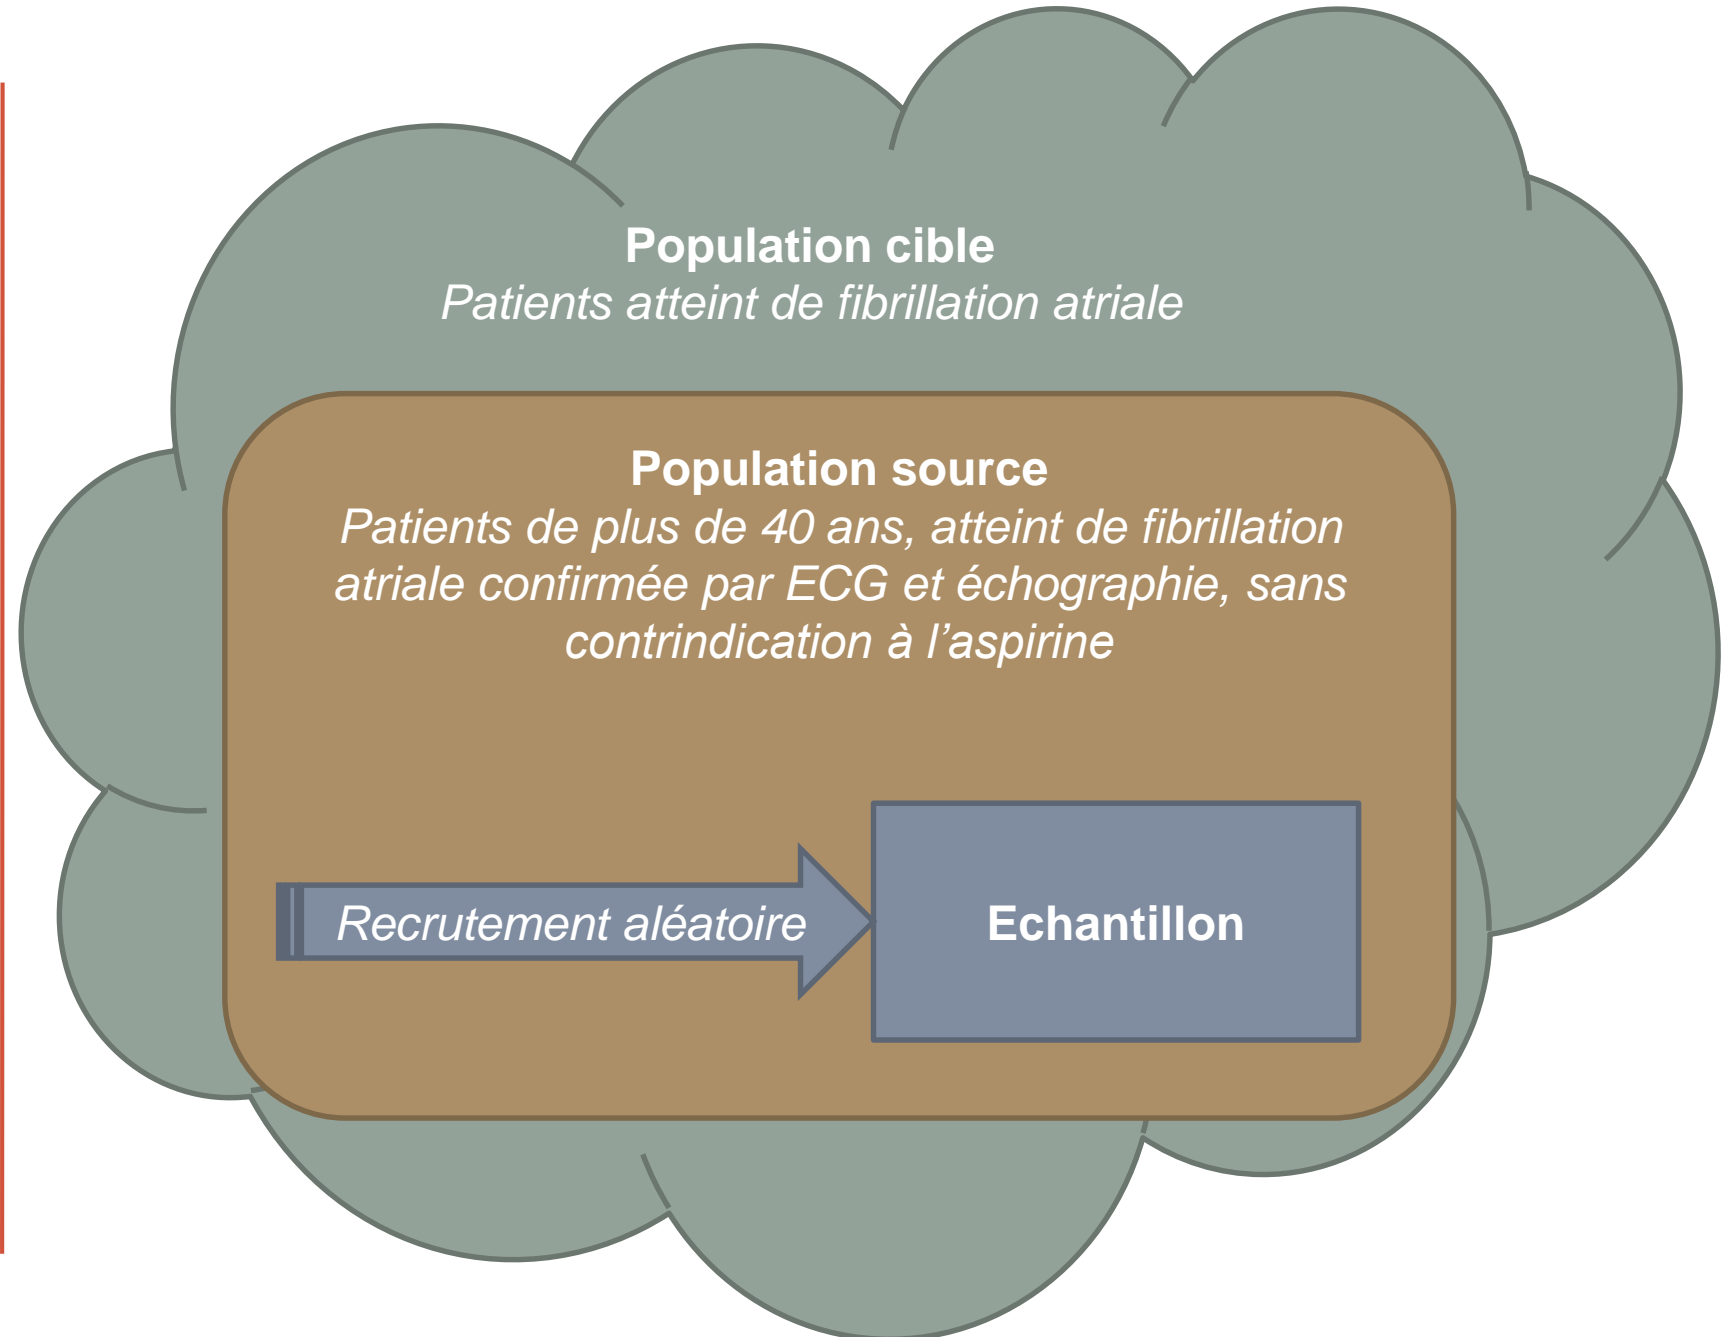 Population cible
Patients atteint de fibrillation atriale
Population source
Patients de plus de 40 ans, atteint de fibrillation
atriale confirmée par ECG et échographie, sans
contrindication à l’aspirine
Recrutement aléatoire
Echantillon